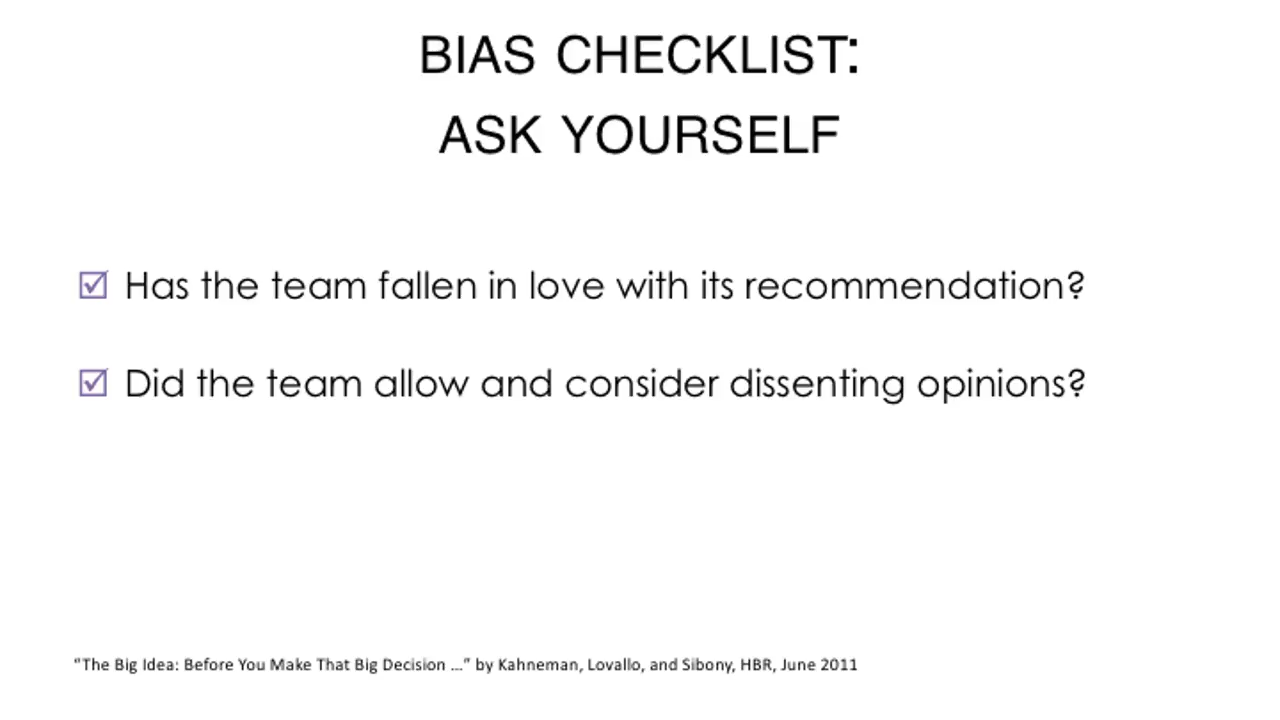 BIAS CHECKLIST:
ASK YOURSELF
☑ Has the team fallen in love with its recommendation?
☑ Did the team allow and consider dissenting opinions?
"The Big Idea: Before You Make That Big Decision …" by Kahneman, Lovallo, and Sibony, HBR, June 2011